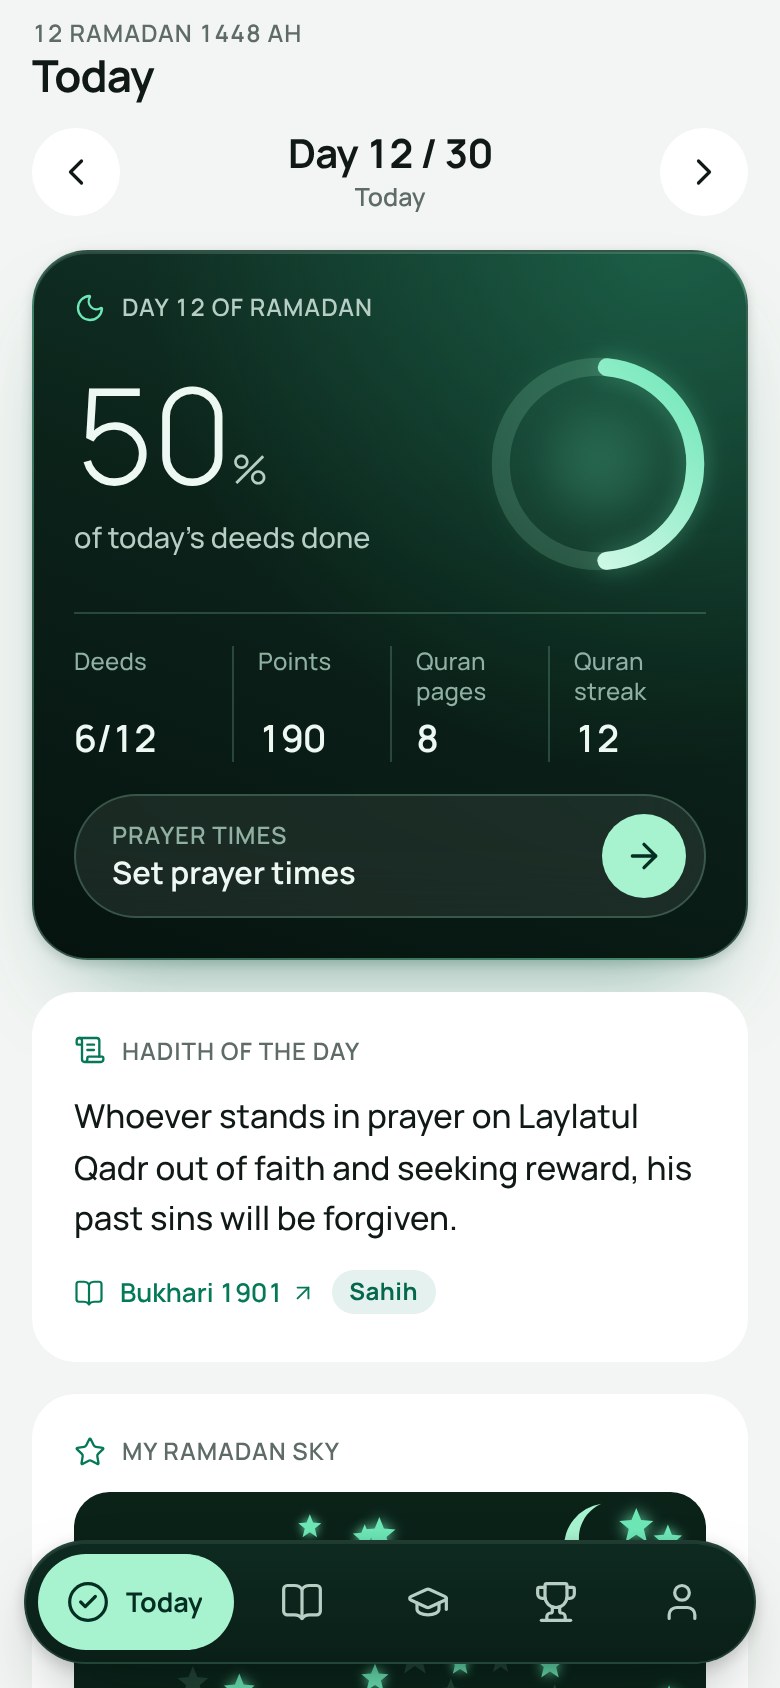 12 RAMADAN 1448 AH
Today
Day 12 / 30
Today
DAY 12 OF RAMADAN
50%
of today's deeds done
Deeds
6/12
Points
190
Quran
pages
8
Quran
streak
12
PRAYER TIMES
Set prayer times
HADITH OF THE DAY
Whoever stands in prayer on Laylatul
Qadr out of faith and seeking reward, his
past sins will be forgiven.
Bukhari 1901
Sahih
MY RAMADAN SKY
Today